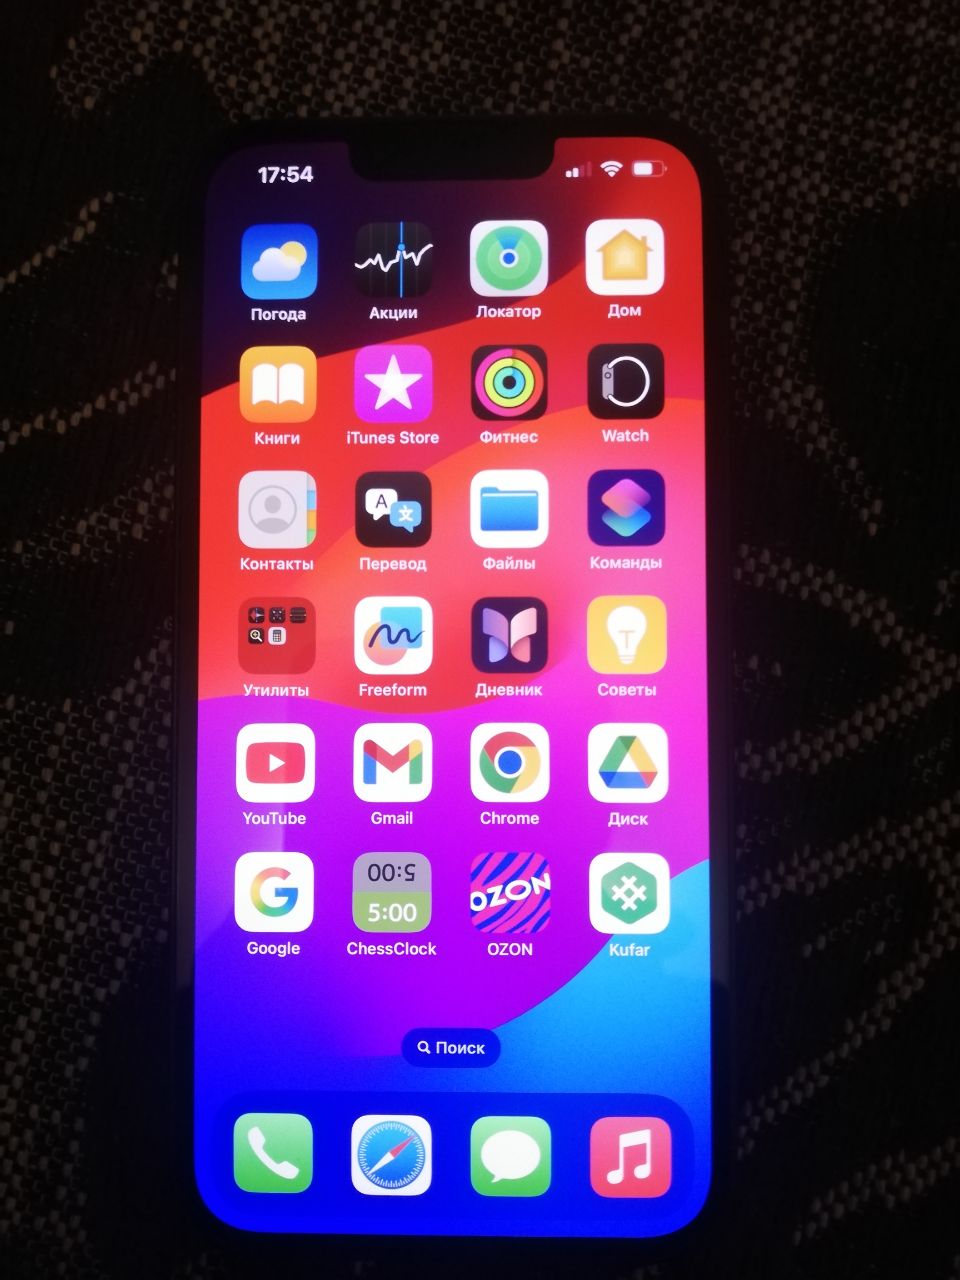 17:54
Погода Акции Локатор Дом
Книги iTunes Store Фитнес Watch
A 文
Контакты Перевод Файлы Команды
Утилиты Freeform Дневник Советы
YouTube Gmail Chrome Диск
5:00
5:00 OZON
Google ChessClock OZON Kufar
Поиск